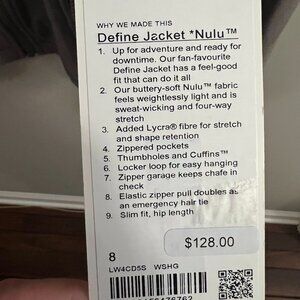 WHY WE MADE THIS
Define Jacket *Nulu™
1. Up for adventure and ready for
downtime. Our fan-favourite
Define Jacket has a feel-good
fit that can do it all
2. Our buttery-soft Nulu™ fabric
feels weightlessly light and is
sweat-wicking and four-way
stretch
3. Added Lycra® fibre for stretch
and shape retention
4. Zippered pockets
5. Thumbholes and Cuffins™
6. Locker loop for easy hanging
7. Zipper garage keeps chafe in
check
8. Elastic zipper pull doubles as
an emergency hair tie
9. Slim fit, hip length
$128.00
8
LW4CD5S WSHG